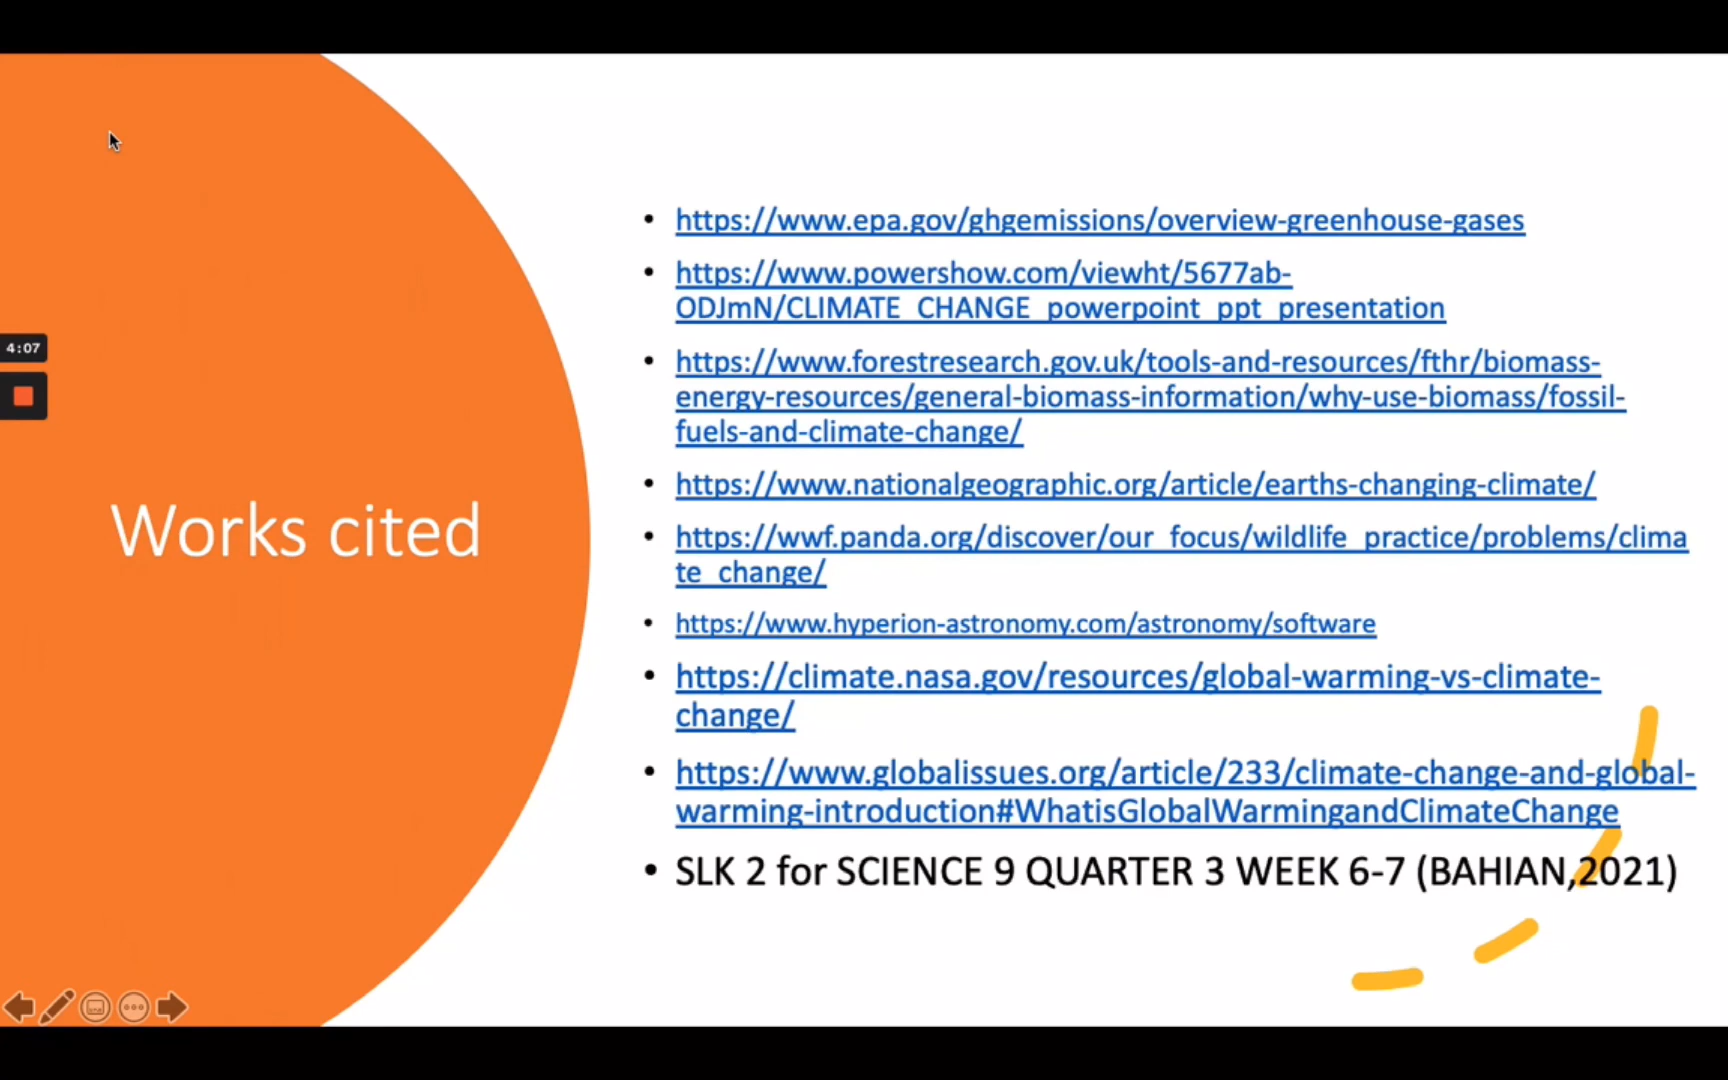 4:07
Works cited
• https://www.epa.gov/ghgemissions/overview-greenhouse-gases
• https://www.powershow.com/viewht/5677ab-
ODJmN/CLIMATE_CHANGE_powerpoint_ppt_presentation
• https://www.forestresearch.gov.uk/tools-and-resources/fthr/biomass-
energy-resources/general-biomass-information/why-use-biomass/fossil-
fuels-and-climate-change/
• https://www.nationalgeographic.org/article/earths-changing-climate/
• https://wwf.panda.org/discover/our_focus/wildlife_practice/problems/clima
te_change/
• https://www.hyperion-astronomy.com/astronomy/software
• https://climate.nasa.gov/resources/global-warming-vs-climate-
change/
• https://www.globalissues.org/article/233/climate-change-and-global-
warming-introduction#WhatisGlobalWarmingandClimateChange
• SLK 2 for SCIENCE 9 QUARTER 3 WEEK 6-7 (BAHIAN,2021)